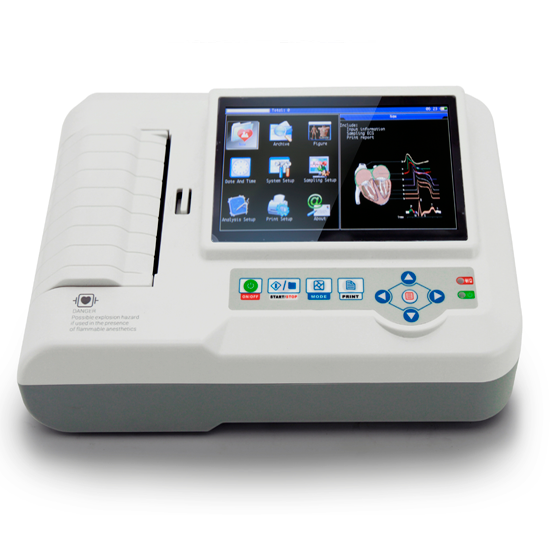 Include:
Input information
Sampling ECG
Print report
Archive
Figure
Date And Time
System Setup
Sampling Setup
Analysis Setup
Print Setup
About
ON/OFF
START/STOP
MODE
PRINT
DANGER
Possible explosion hazard
if used in the presence
of flammable anesthetics